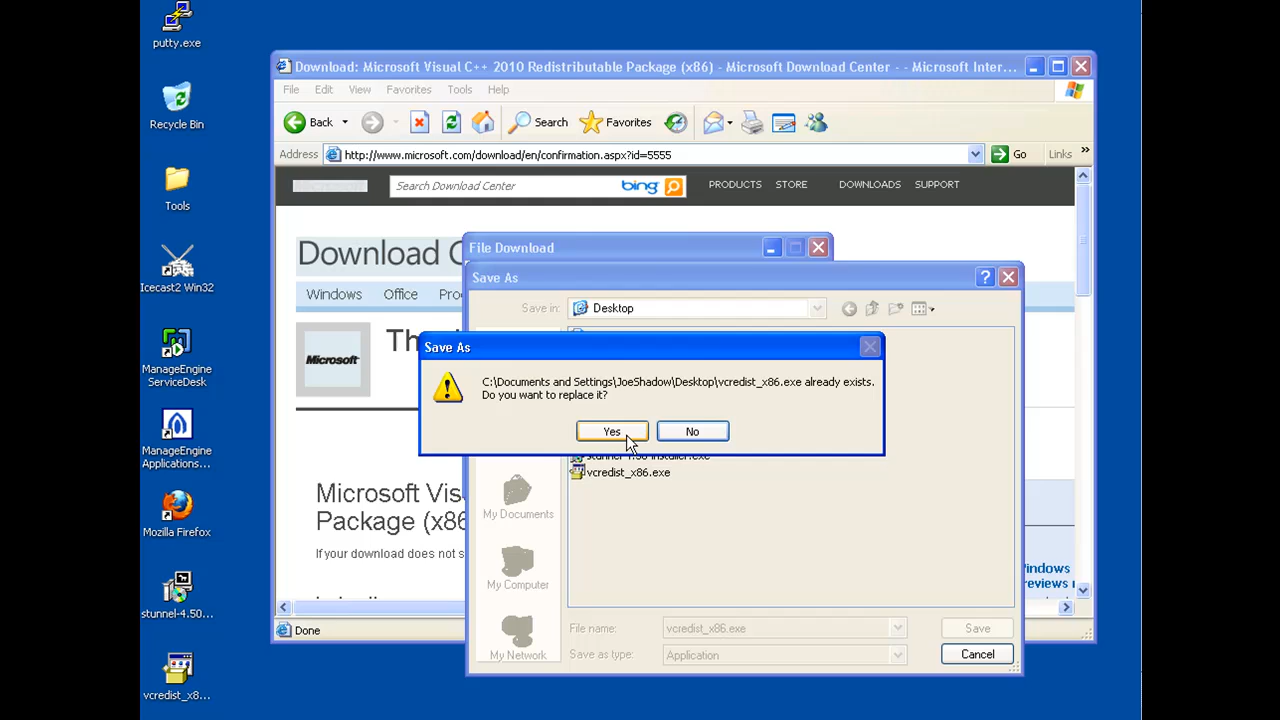 putty.exe
Recycle Bin
Tools
Icecast2 Win32
ManageEngine
ServiceDesk
ManageEngine
Applications...
Mozilla Firefox
stunnel-4.50...
vcredist_x8...
Download: Microsoft Visual C++ 2010 Redistributable Package (x86) - Microsoft Download Center - - Microsoft Inter...
File Edit View Favorites Tools Help
Back Search Favorites
Address http://www.microsoft.com/download/en/confirmation.aspx?id=5555 Go Links »
Search Download Center bing PRODUCTS STORE DOWNLOADS SUPPORT
Download C
Windows Office Pro
Microsoft
Th
Microsoft Vis
Package (x86
If your download does not s
Windows
reviews
Done
File Download
Save As
Save in: Desktop
Save As
C:\Documents and Settings\JoeShadow\Desktop\vcredist_x86.exe already exists.
Do you want to replace it?
Yes No
vcredist_x86.exe
My Documents
My Computer
My Network
File name: vcredist_x86.exe Save
Save as type: Application Cancel